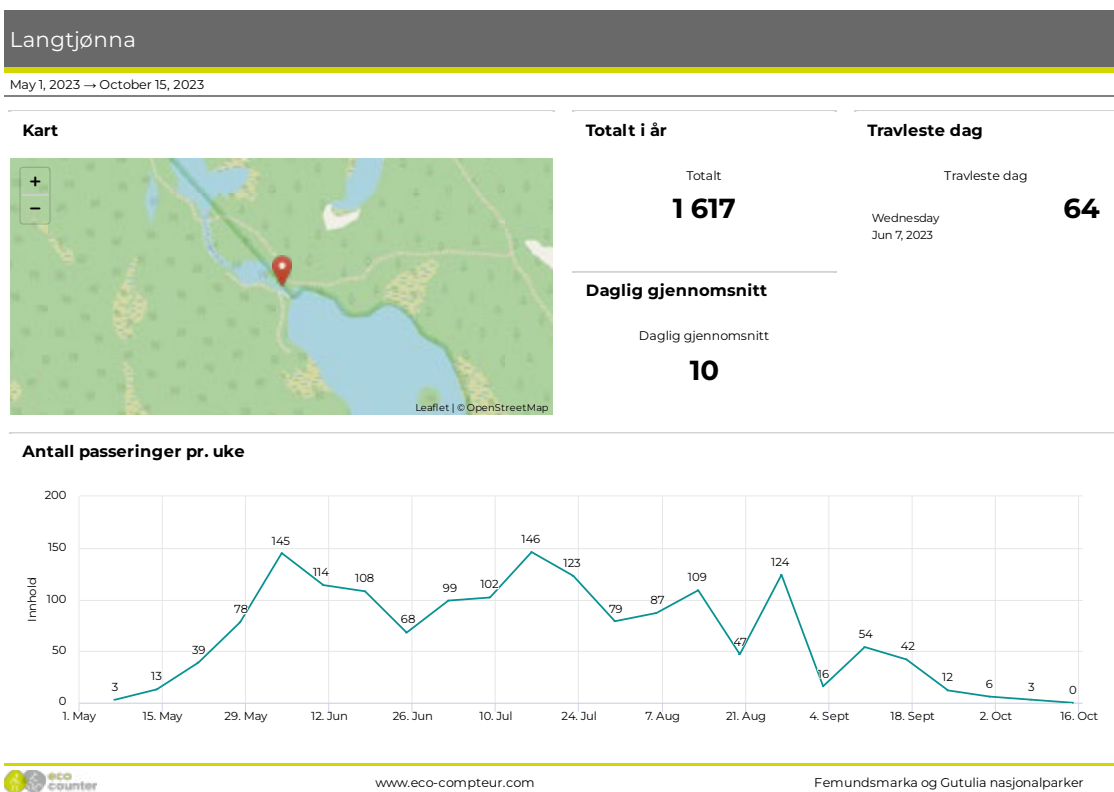 Langtjønna
May 1, 2023 → October 15, 2023
Kart
+
−
Leaflet | © OpenStreetMap
Totalt i år
Totalt
1 617
Daglig gjennomsnitt
Daglig gjennomsnitt
10
Travleste dag
Travleste dag
Wednesday
Jun 7, 2023
64
Antall passeringer pr. uke
Innhold
200
150
100
50
0
3
13
39
78
145
114
108
68
99
102
146
123
79
87
109
47
124
16
54
42
12
6
3
0
1. May
15. May
29. May
12. Jun
26. Jun
10. Jul
24. Jul
7. Aug
21. Aug
4. Sept
18. Sept
2. Oct
16. Oct
eco
counter
www.eco-compteur.com
Femundsmarka og Gutulia nasjonalparker